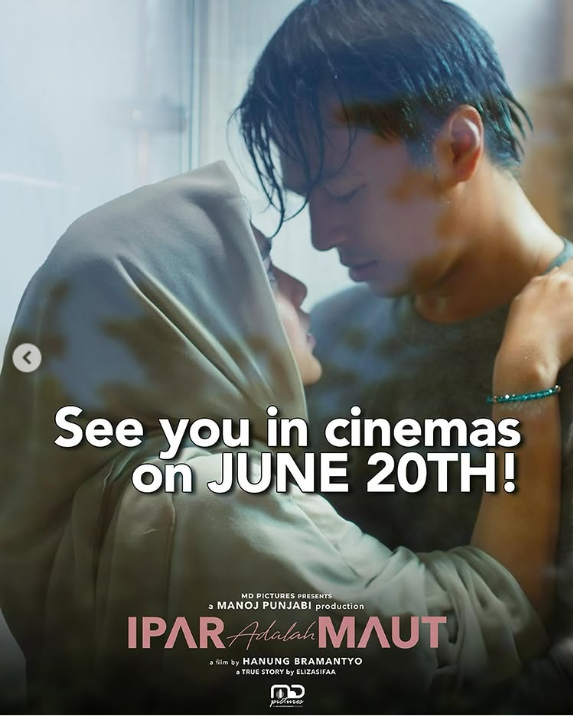 See you in cinemas
on JUNE 20TH!
MD PICTURES PRESENTS
a MANOJ PUNJABI production
IPAR Adalah MAUT
a film by HANUNG BRAMANTYO
a TRUE STORY by ELIZASIFAA
MD
pictures